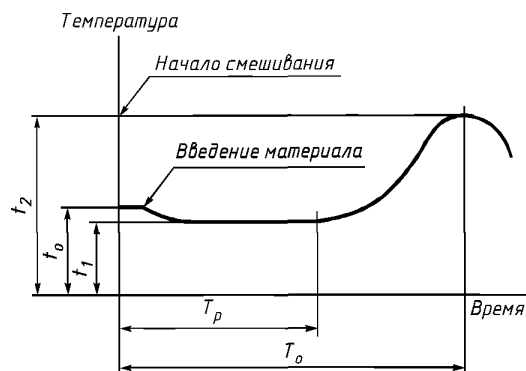 Температура
Начало смешивания
Введение материала
t₂
t₀
t₁
Tₚ
Время
T₀